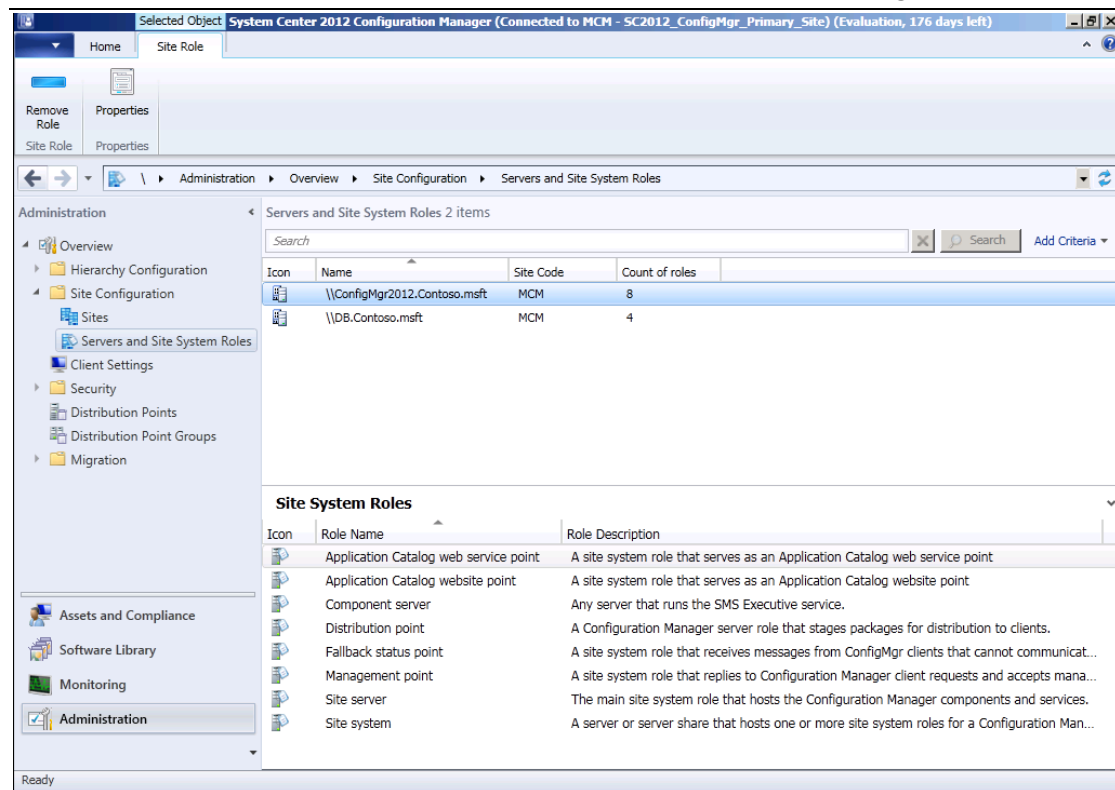 Selected Object System Center 2012 Configuration Manager (Connected to MCM - SC2012_ConfigMgr_Primary_Site) (Evaluation, 176 days left)
Home Site Role
Remove Role Properties
Site Role Properties
\ Administration Overview Site Configuration Servers and Site System Roles
Administration
Overview
Hierarchy Configuration
Site Configuration
Sites
Servers and Site System Roles
Client Settings
Security
Distribution Points
Distribution Point Groups
Migration
Assets and Compliance
Software Library
Monitoring
Administration
Servers and Site System Roles 2 items
Search Search Add Criteria
Icon Name Site Code Count of roles
\\ConfigMgr2012.Contoso.msft MCM 8
\\DB.Contoso.msft MCM 4
Site System Roles
Icon Role Name Role Description
Application Catalog web service point A site system role that serves as an Application Catalog web service point
Application Catalog website point A site system role that serves as an Application Catalog website point
Component server Any server that runs the SMS Executive service.
Distribution point A Configuration Manager server role that stages packages for distribution to clients.
Fallback status point A site system role that receives messages from ConfigMgr clients that cannot communicat...
Management point A site system role that replies to Configuration Manager client requests and accepts mana...
Site server The main site system role that hosts the Configuration Manager components and services.
Site system A server or server share that hosts one or more site system roles for a Configuration Man...
Ready